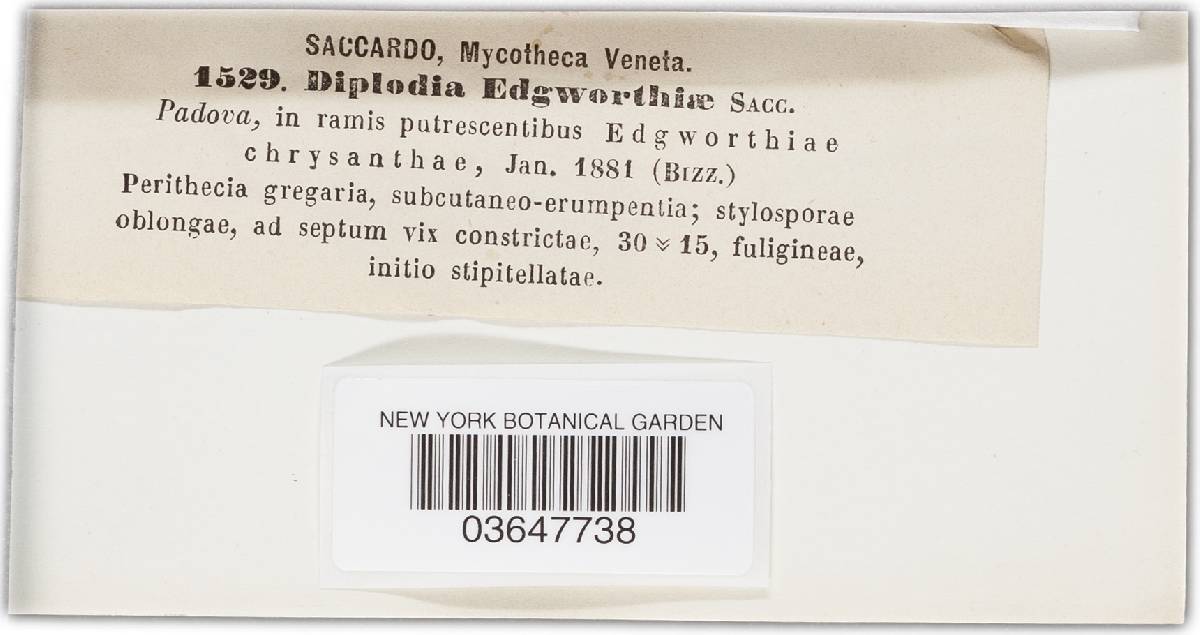 SACCARDO, Mycotheca Veneta.
1529. Diplodia Edgworthiæ SACC.
Padova, in ramis putrescentibus Edgworthiae
chrysanthae, Jan. 1881 (BIZZ.)
Perithecia gregaria, subcutaneo-erumpentia; stylosporae
oblongae, ad septum vix constrictae, 30 ⨟ 15, fuligineae,
initio stipitellatae.
NEW YORK BOTANICAL GARDEN
03647738